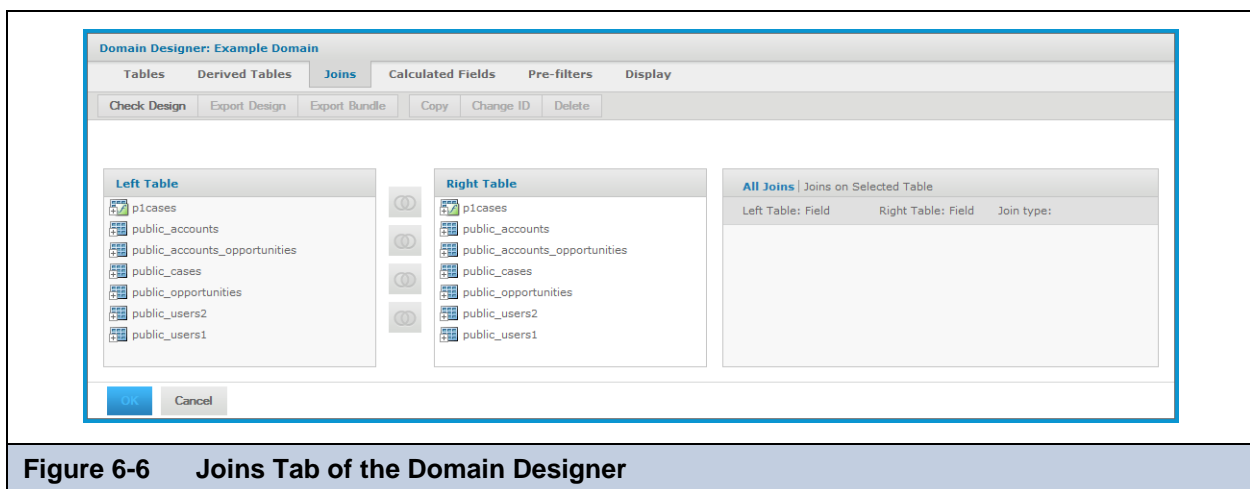 Domain Designer: Example Domain
Tables Derived Tables Joins Calculated Fields Pre-filters Display
Check Design Export Design Export Bundle Copy Change ID Delete
Left Table
p1cases
public_accounts
public_accounts_opportunities
public_cases
public_opportunities
public_users2
public_users1
Right Table
p1cases
public_accounts
public_accounts_opportunities
public_cases
public_opportunities
public_users2
public_users1
All Joins | Joins on Selected Table
Left Table: Field Right Table: Field Join type:
OK Cancel
Figure 6-6 Joins Tab of the Domain Designer